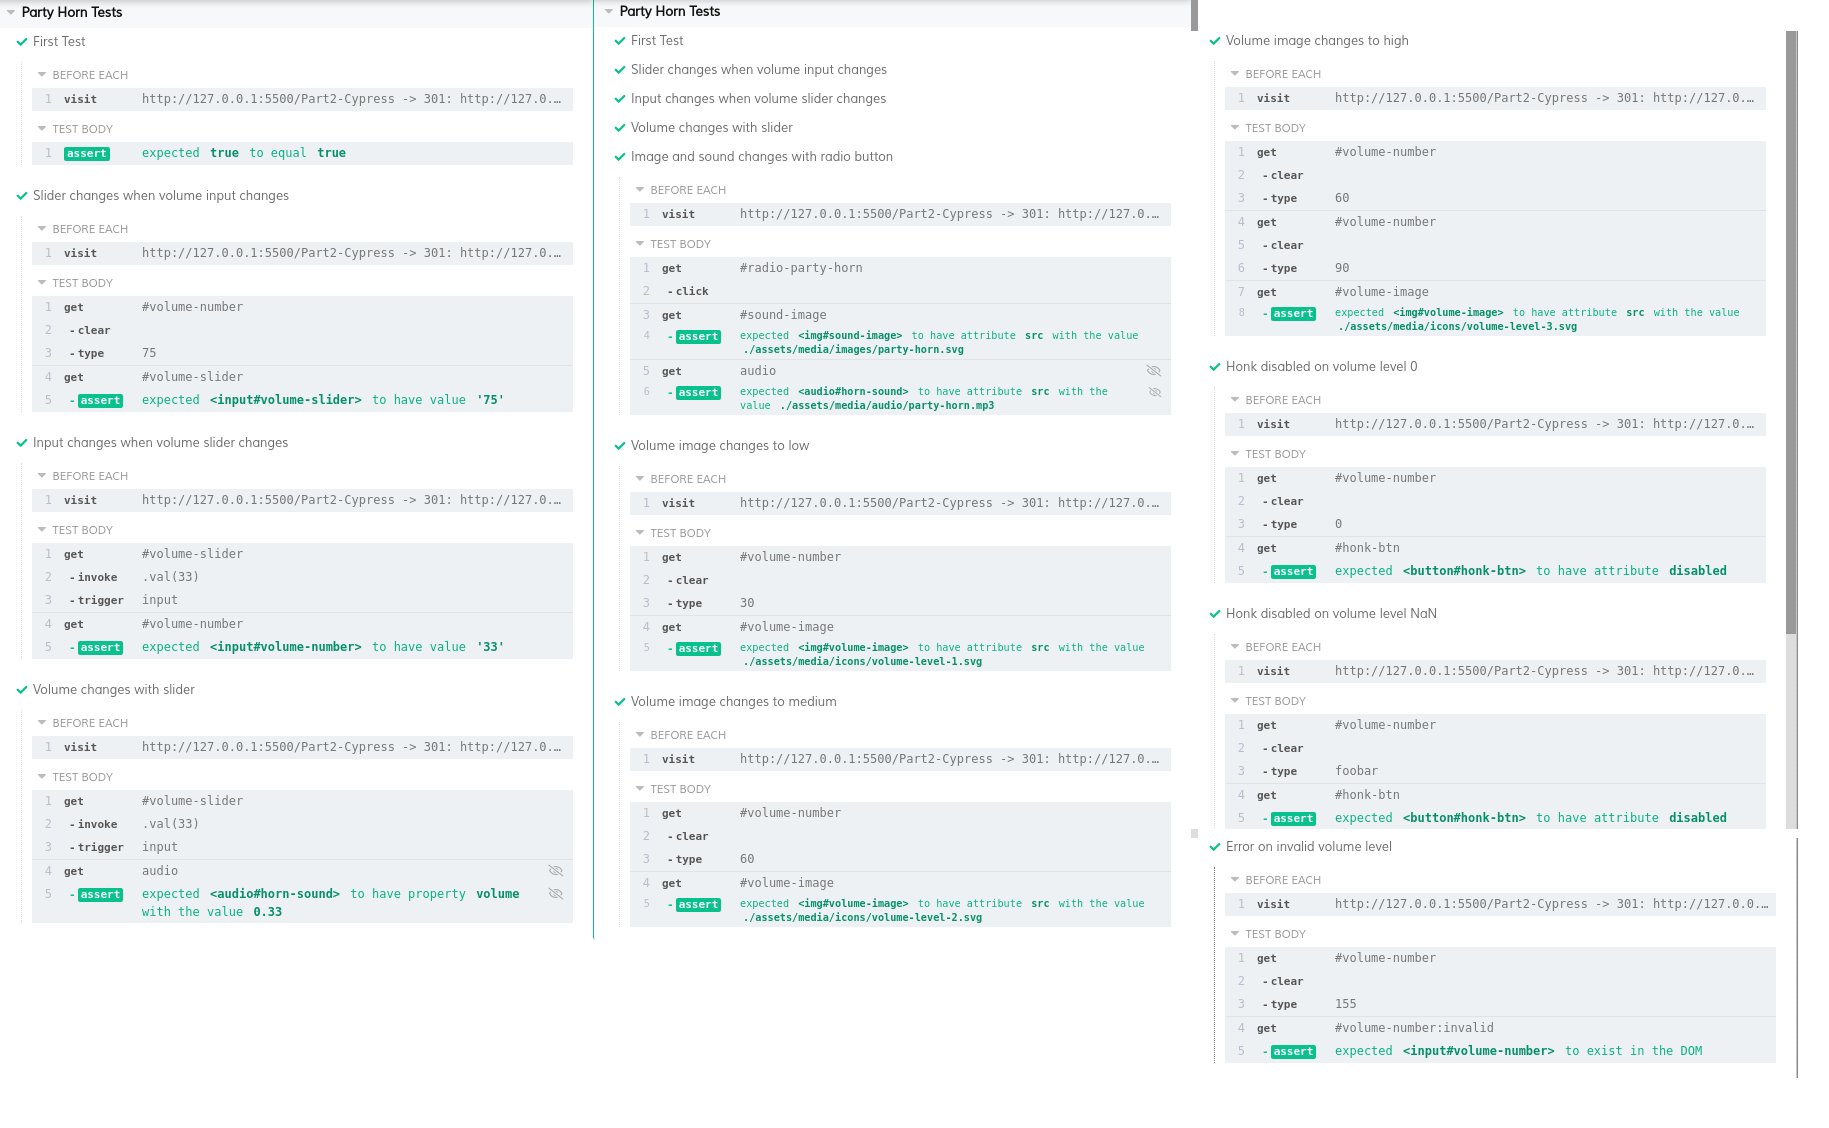 Party Horn Tests
First Test
BEFORE EACH
1 visit http://127.0.0.1:5500/Part2-Cypress -> 301: http://127.0.…
TEST BODY
1 assert expected true to equal true
Slider changes when volume input changes
BEFORE EACH
1 visit http://127.0.0.1:5500/Part2-Cypress -> 301: http://127.0.…
TEST BODY
1 get #volume-number
2 -clear
3 -type 75
4 get #volume-slider
5 -assert expected <input#volume-slider> to have value '75'
Input changes when volume slider changes
BEFORE EACH
1 visit http://127.0.0.1:5500/Part2-Cypress -> 301: http://127.0.…
TEST BODY
1 get #volume-slider
2 -invoke .val(33)
3 -trigger input
4 get #volume-number
5 -assert expected <input#volume-number> to have value '33'
Volume changes with slider
BEFORE EACH
1 visit http://127.0.0.1:5500/Part2-Cypress -> 301: http://127.0.…
TEST BODY
1 get #volume-slider
2 -invoke .val(33)
3 -trigger input
4 get audio
5 -assert expected <audio#horn-sound> to have property volume
with the value 0.33
Party Horn Tests
First Test
Slider changes when volume input changes
Input changes when volume slider changes
Volume changes with slider
Image and sound changes with radio button
BEFORE EACH
1 visit http://127.0.0.1:5500/Part2-Cypress -> 301: http://127.0.…
TEST BODY
1 get #radio-party-horn
2 -click
3 get #sound-image
4 -assert expected <img#sound-image> to have attribute src with the value
./assets/media/images/party-horn.svg
5 get audio
6 -assert expected <audio#horn-sound> to have attribute src with the
value ./assets/media/audio/party-horn.mp3
Volume image changes to low
BEFORE EACH
1 visit http://127.0.0.1:5500/Part2-Cypress -> 301: http://127.0.…
TEST BODY
1 get #volume-number
2 -clear
3 -type 30
4 get #volume-image
5 -assert expected <img#volume-image> to have attribute src with the value
./assets/media/icons/volume-level-1.svg
Volume image changes to medium
BEFORE EACH
1 visit http://127.0.0.1:5500/Part2-Cypress -> 301: http://127.0.…
TEST BODY
1 get #volume-number
2 -clear
3 -type 60
4 get #volume-image
5 -assert expected <img#volume-image> to have attribute src with the value
./assets/media/icons/volume-level-2.svg
Volume image changes to high
BEFORE EACH
1 visit http://127.0.0.1:5500/Part2-Cypress -> 301: http://127.0.…
TEST BODY
1 get #volume-number
2 -clear
3 -type 60
4 get #volume-number
5 -clear
6 -type 90
7 get #volume-image
8 -assert expected <img#volume-image> to have attribute src with the value
./assets/media/icons/volume-level-3.svg
Honk disabled on volume level 0
BEFORE EACH
1 visit http://127.0.0.1:5500/Part2-Cypress -> 301: http://127.0.…
TEST BODY
1 get #volume-number
2 -clear
3 -type 0
4 get #honk-btn
5 -assert expected <button#honk-btn> to have attribute disabled
Honk disabled on volume level NaN
BEFORE EACH
1 visit http://127.0.0.1:5500/Part2-Cypress -> 301: http://127.0.…
TEST BODY
1 get #volume-number
2 -clear
3 -type foobar
4 get #honk-btn
5 -assert expected <button#honk-btn> to have attribute disabled
Error on invalid volume level
BEFORE EACH
1 visit http://127.0.0.1:5500/Part2-Cypress -> 301: http://127.0.0.…
TEST BODY
1 get #volume-number
2 -clear
3 -type 155
4 get #volume-number:invalid
5 -assert expected <input#volume-number> to exist in the DOM